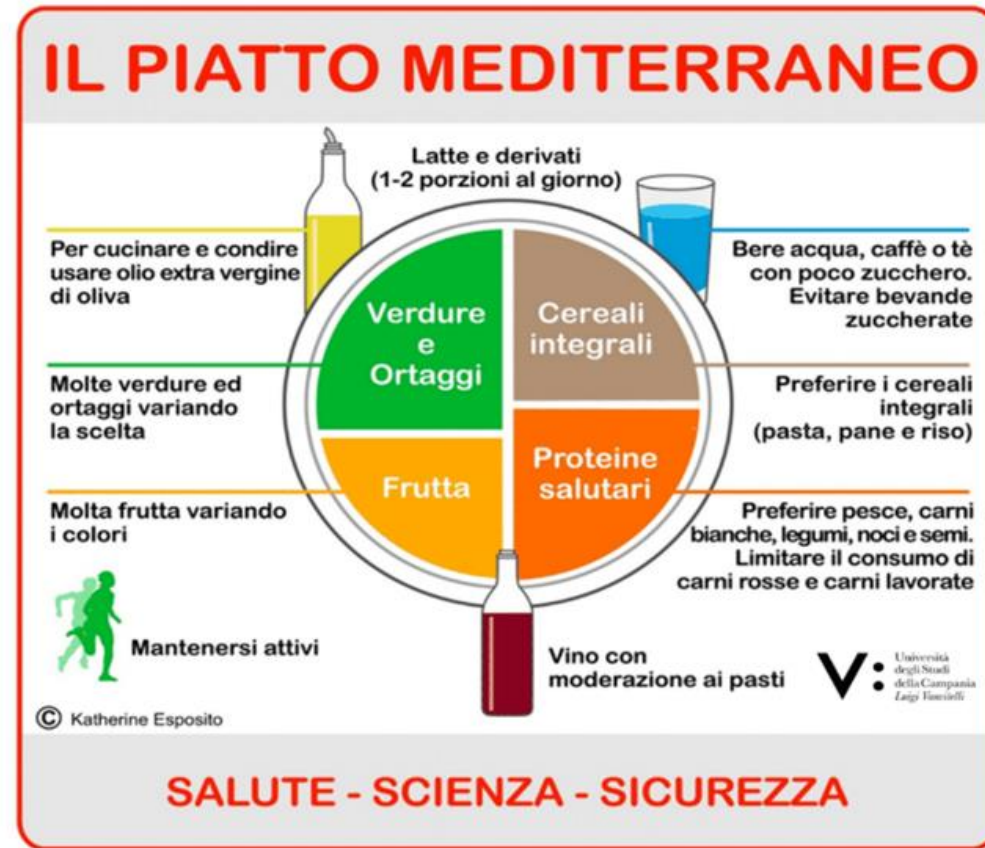 IL PIATTO MEDITERRANEO
Latte e derivati
(1-2 porzioni al giorno)
Per cucinare e condire
usare olio extra vergine
di oliva
Bere acqua, caffè o tè
con poco zucchero.
Evitare bevande
zuccherate
Verdure
e
Ortaggi
Cereali
integrali
Molte verdure ed
ortaggi variando
la scelta
Preferire i cereali
integrali
(pasta, pane e riso)
Frutta
Proteine
salutari
Molta frutta variando
i colori
Preferire pesce, carni
bianche, legumi, noci e semi.
Limitare il consumo di
carni rosse e carni lavorate
Mantenersi attivi
Vino con
moderazione ai pasti
V:
Università
degli Studi
della Campania
Luigi Vanvitelli
© Katherine Esposito
SALUTE - SCIENZA - SICUREZZA